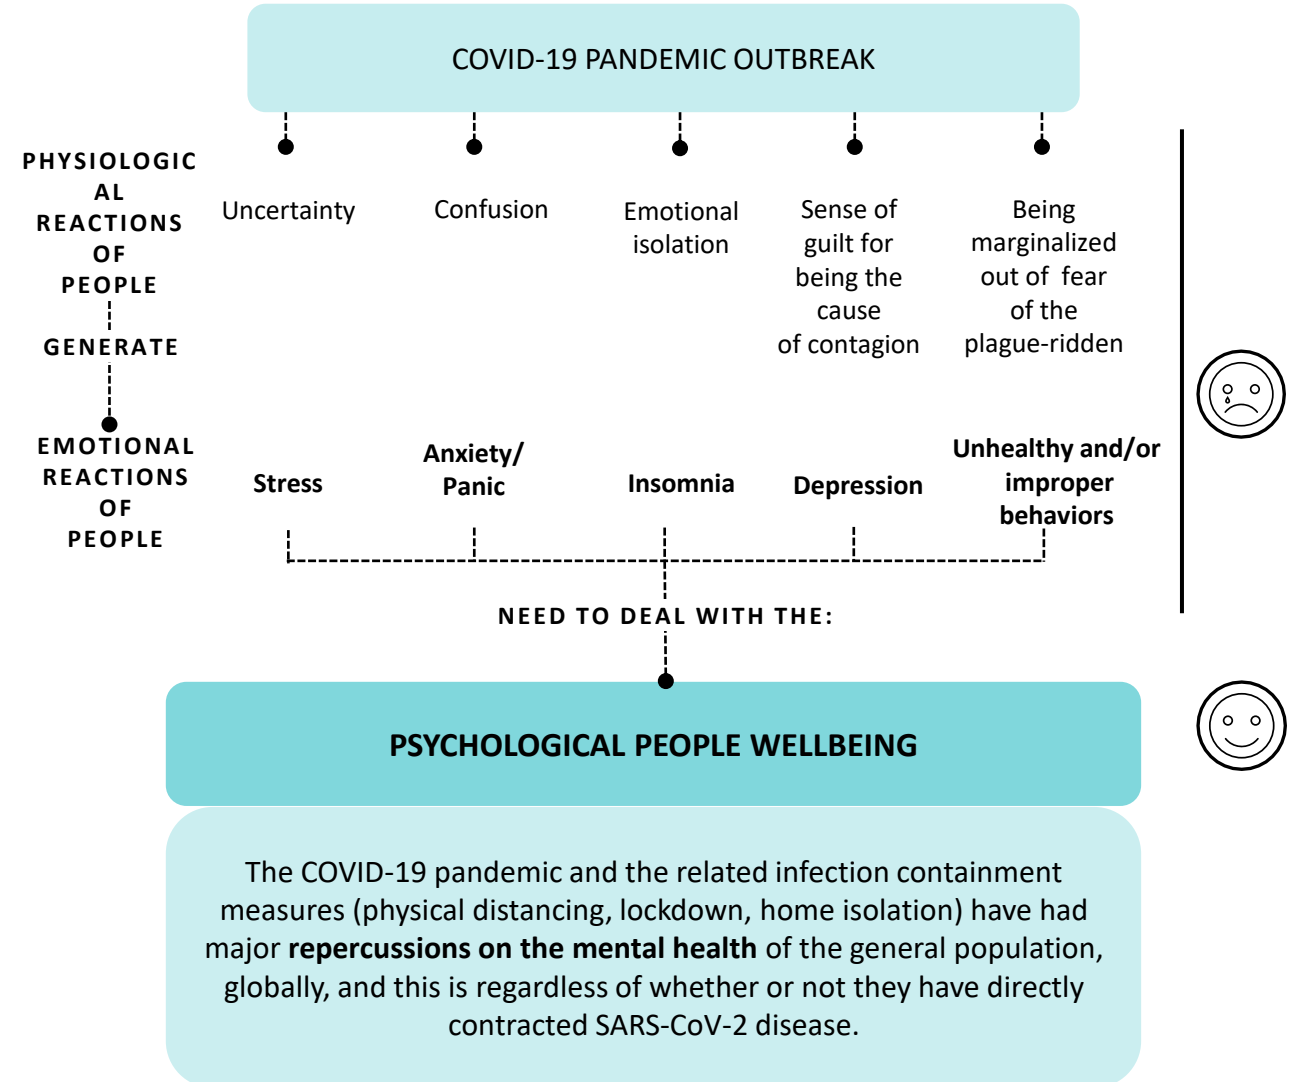 COVID-19 PANDEMIC OUTBREAK
PHYSIOLOGIC
AL
REACTIONS
OF
PEOPLE
GENERATE
EMOTIONAL
REACTIONS
OF
PEOPLE
Uncertainty
Confusion
Emotional
isolation
Sense of
guilt for
being the
cause
of contagion
Being
marginalized
out of fear
of the
plague-ridden
Stress
Anxiety/
Panic
Insomnia
Depression
Unhealthy and/or
improper
behaviors
NEED TO DEAL WITH THE:
PSYCHOLOGICAL PEOPLE WELLBEING
The COVID-19 pandemic and the related infection containment
measures (physical distancing, lockdown, home isolation) have had
major repercussions on the mental health of the general population,
globally, and this is regardless of whether or not they have directly
contracted SARS-CoV-2 disease.